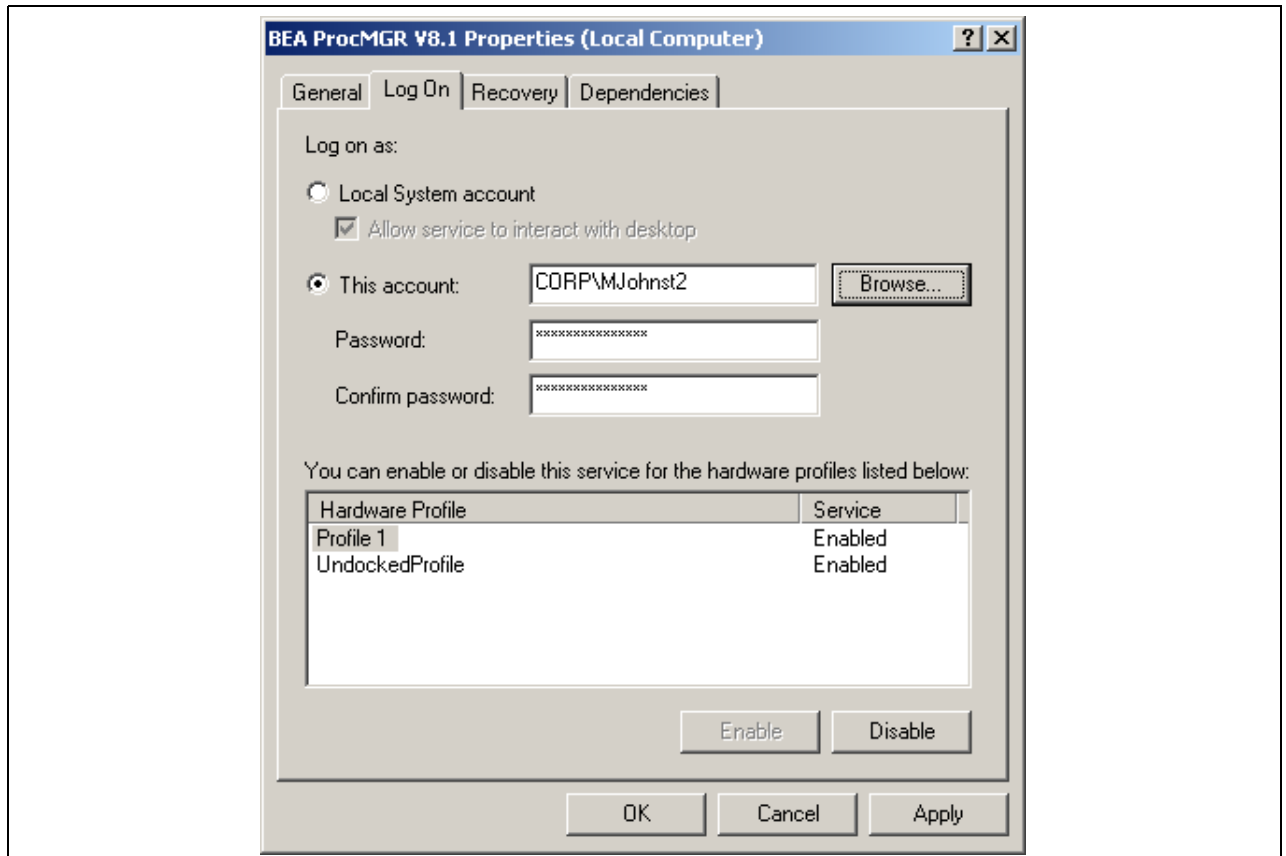 BEA ProcMGR V8.1 Properties (Local Computer)
General Log On Recovery Dependencies
Log on as:
Local System account
Allow service to interact with desktop
This account: CORP\MJohnst2 Browse...
Password: ***************
Confirm password: ***************
You can enable or disable this service for the hardware profiles listed below:
Hardware Profile Service
Profile 1 Enabled
UndockedProfile Enabled
Enable Disable
OK Cancel Apply